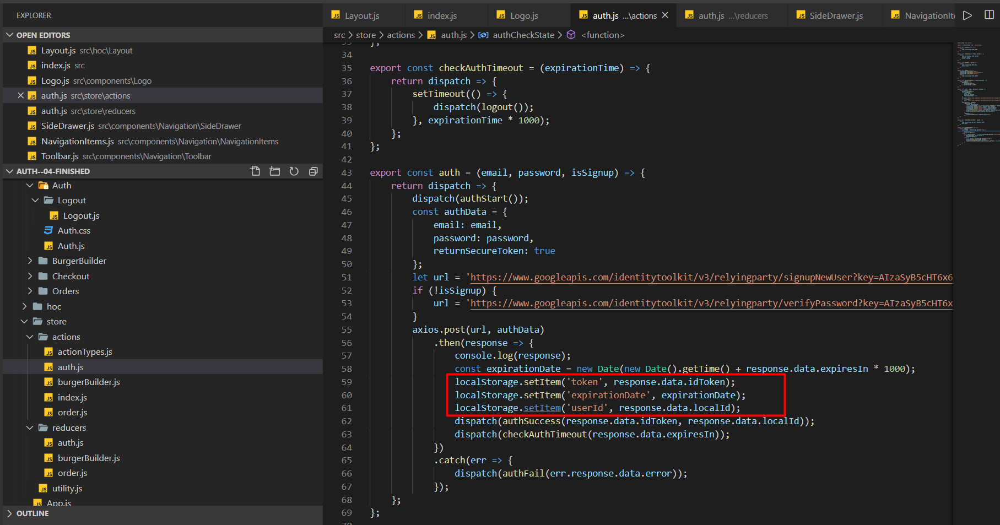 EXPLORER
OPEN EDITORS
Layout.js src\hoc\Layout
index.js src
Logo.js src\components\Logo
auth.js src\store\actions
auth.js src\store\reducers
SideDrawer.js src\components\Navigation\SideDrawer
NavigationItems.js src\components\Navigation\NavigationItems
Toolbar.js src\components\Navigation\Toolbar
AUTH--04-FINISHED
Auth
Logout
Logout.js
Auth.css
Auth.js
BurgerBuilder
Checkout
Orders
hoc
store
actions
actionTypes.js
auth.js
burgerBuilder.js
index.js
order.js
reducers
auth.js
burgerBuilder.js
order.js
utility.js
App.js
OUTLINE
Layout.js index.js Logo.js auth.js ...\actions auth.js ...\reducers SideDrawer.js NavigationIte
src > store > actions > auth.js > authCheckState > <function>
33 };
34
35 export const checkAuthTimeout = (expirationTime) => {
36 return dispatch => {
37 setTimeout(() => {
38 dispatch(logout());
39 }, expirationTime * 1000);
40 };
41 };
42
43 export const auth = (email, password, isSignup) => {
44 return dispatch => {
45 dispatch(authStart());
46 const authData = {
47 email: email,
48 password: password,
49 returnSecureToken: true
50 };
51 let url = 'https://www.googleapis.com/identitytoolkit/v3/relyingparty/signupNewUser?key=AIzaSyB5cHT6x6
52 if (!isSignup) {
53 url = 'https://www.googleapis.com/identitytoolkit/v3/relyingparty/verifyPassword?key=AIzaSyB5cHT6x
54 }
55 axios.post(url, authData)
56 .then(response => {
57 console.log(response);
58 const expirationDate = new Date(new Date().getTime() + response.data.expiresIn * 1000);
59 localStorage.setItem('token', response.data.idToken);
60 localStorage.setItem('expirationDate', expirationDate);
61 localStorage.setItem('userId', response.data.localId);
62 dispatch(authSuccess(response.data.idToken, response.data.localId));
63 dispatch(checkAuthTimeout(response.data.expiresIn));
64 })
65 .catch(err => {
66 dispatch(authFail(err.response.data.error));
67 });
68 };
69 };
70